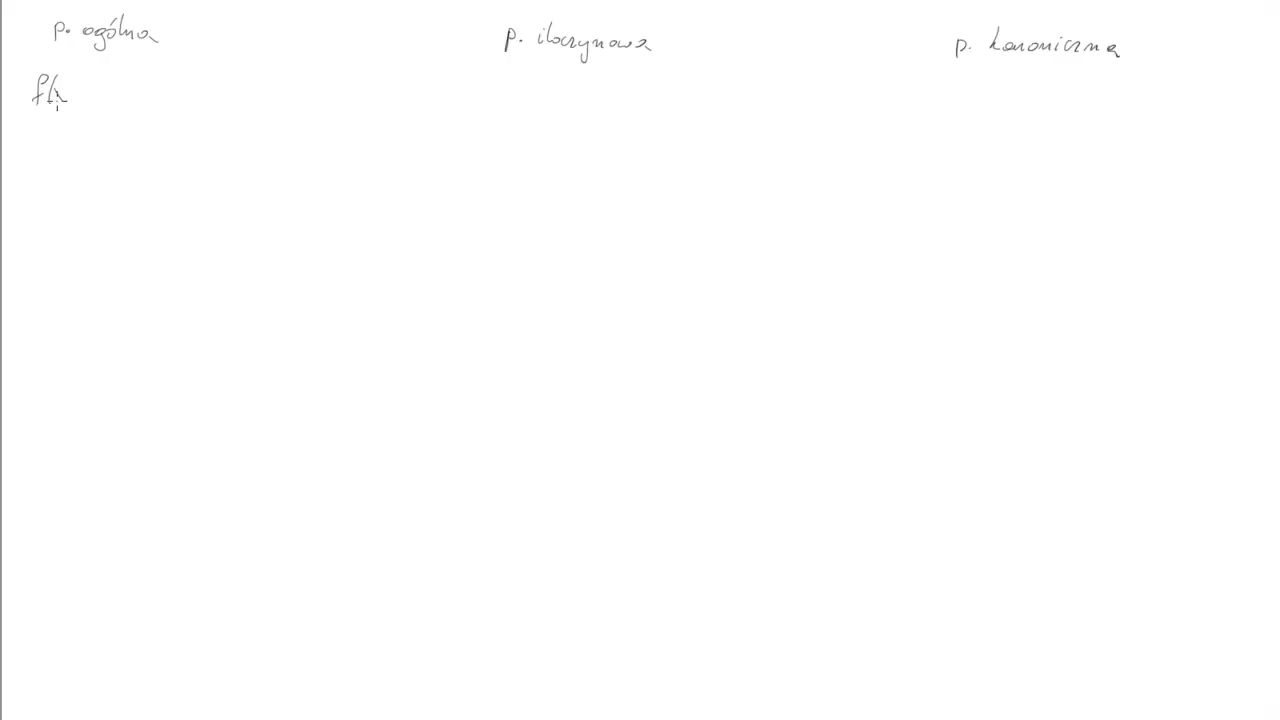 p. ogólna p. iloczynowa p. kanoniczna
f(